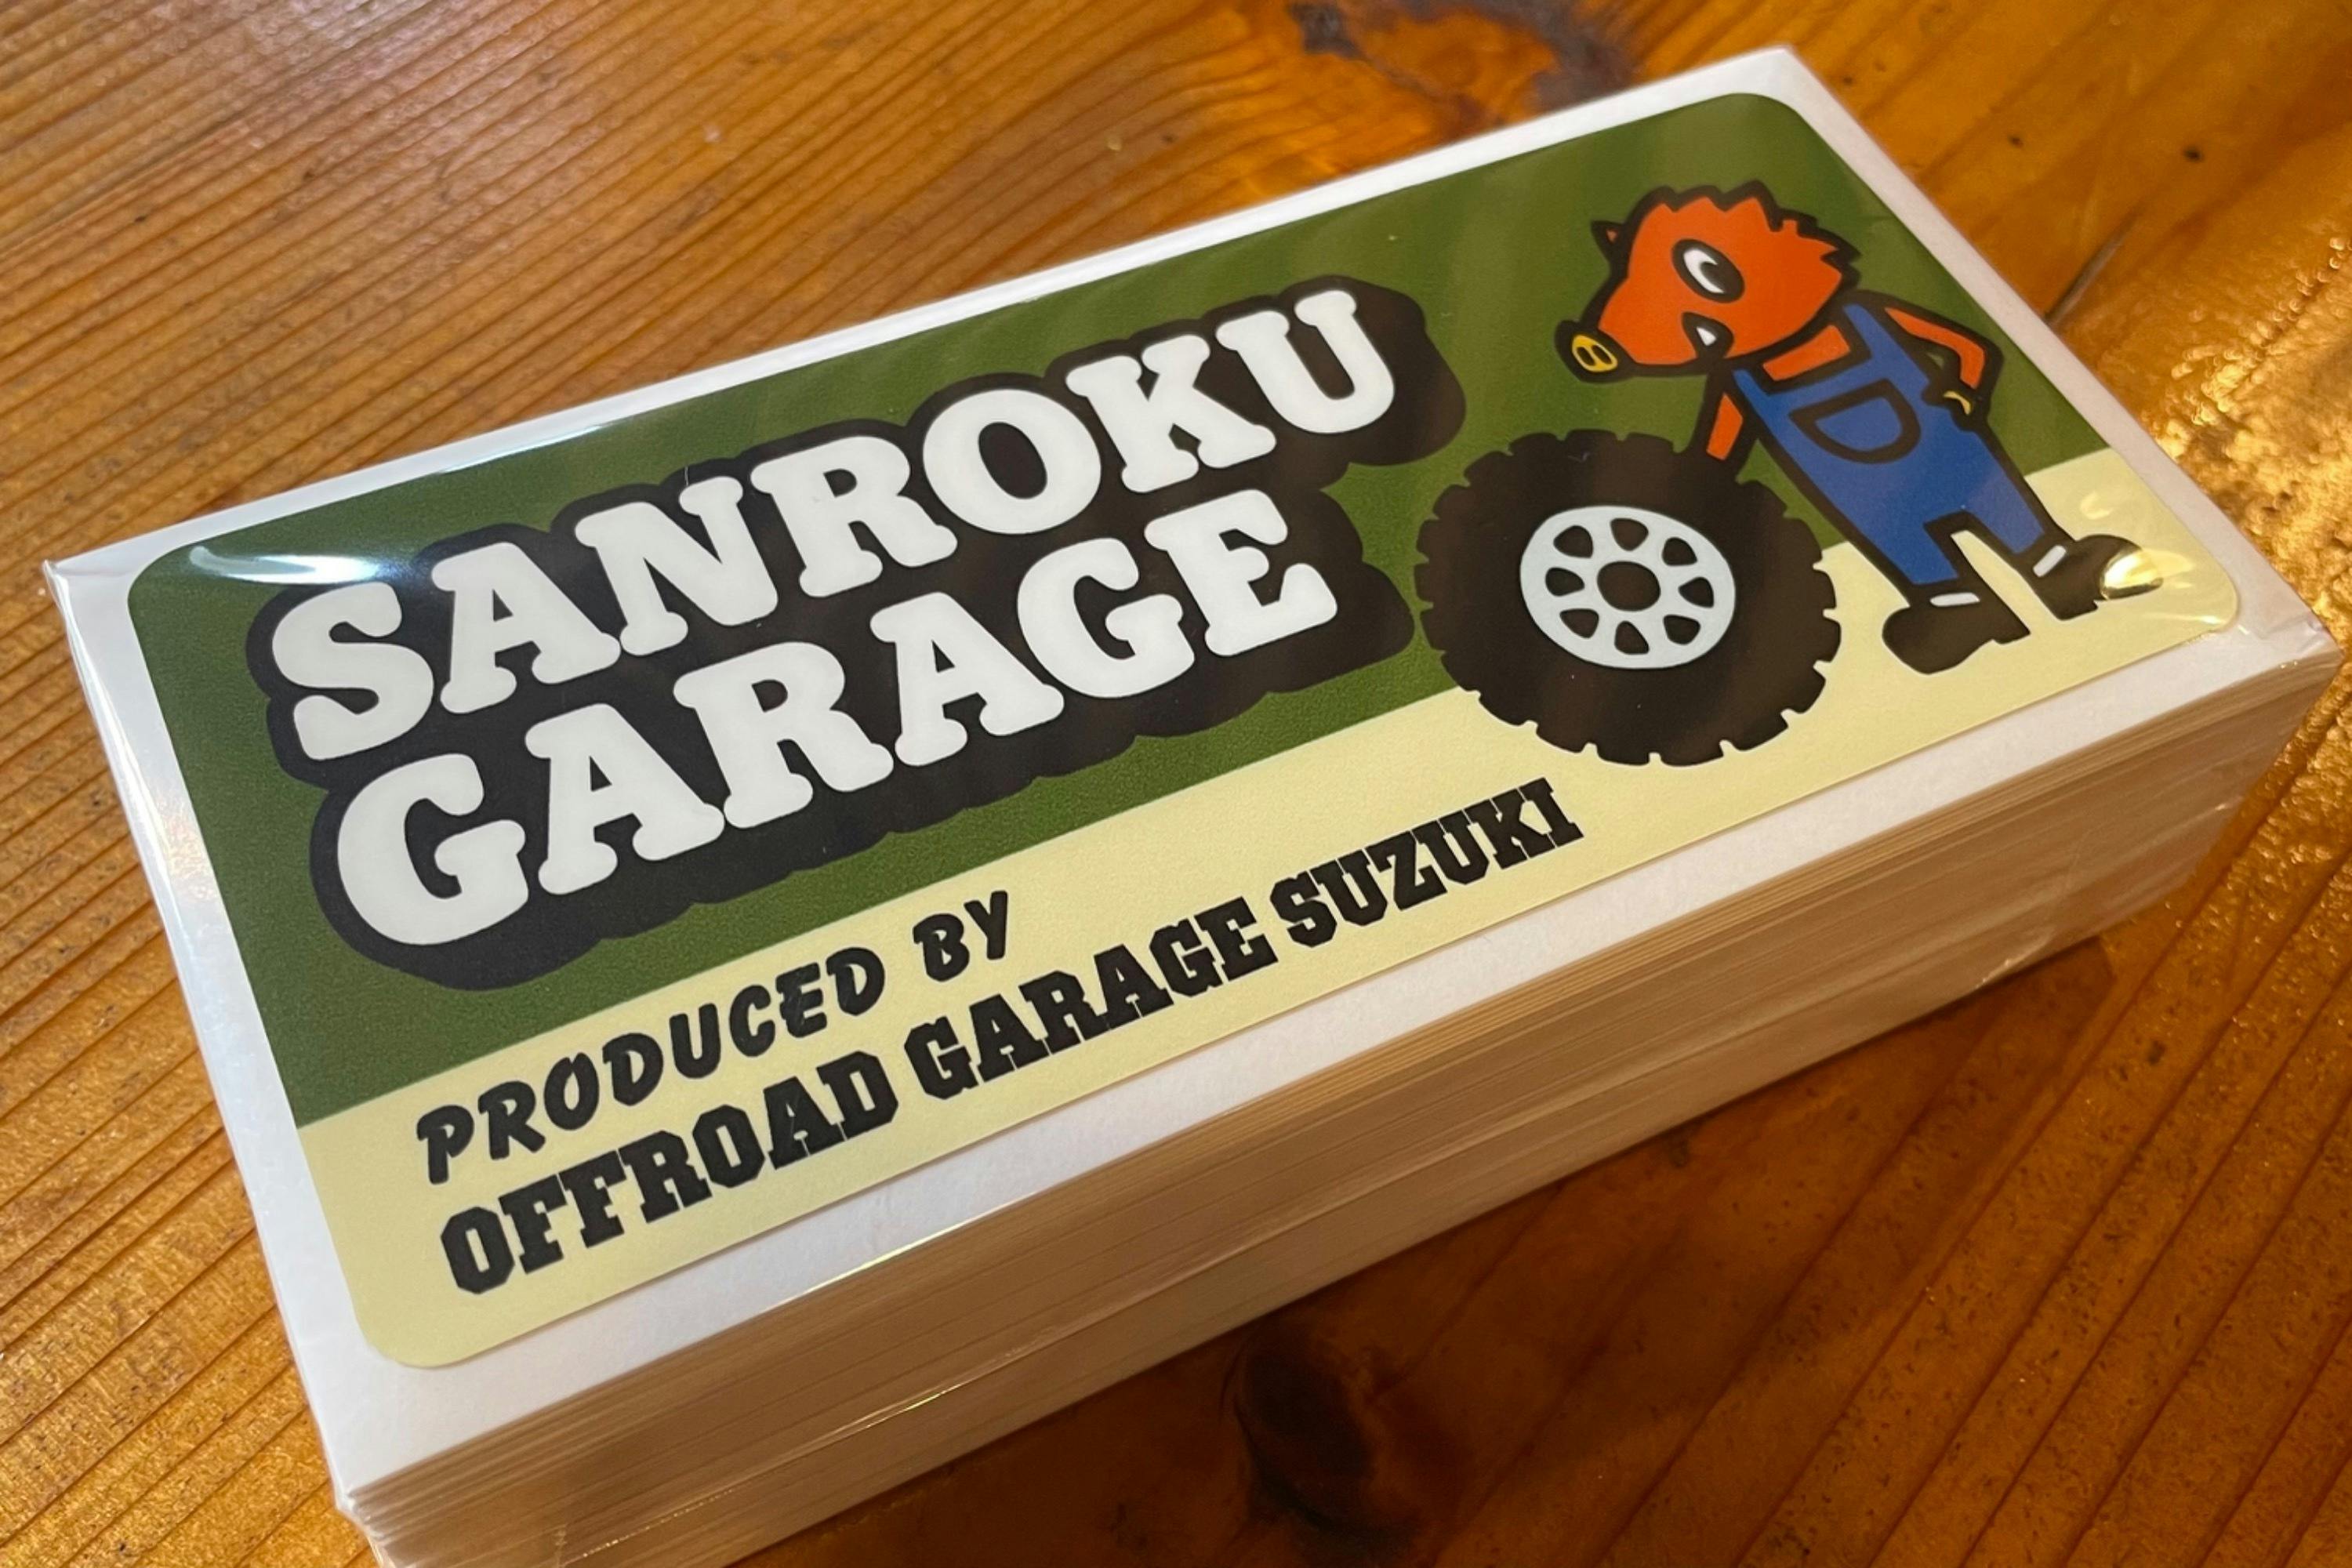 SANROKU
GARAGE
PRODUCED BY
OFFROAD GARAGE SUZUKI